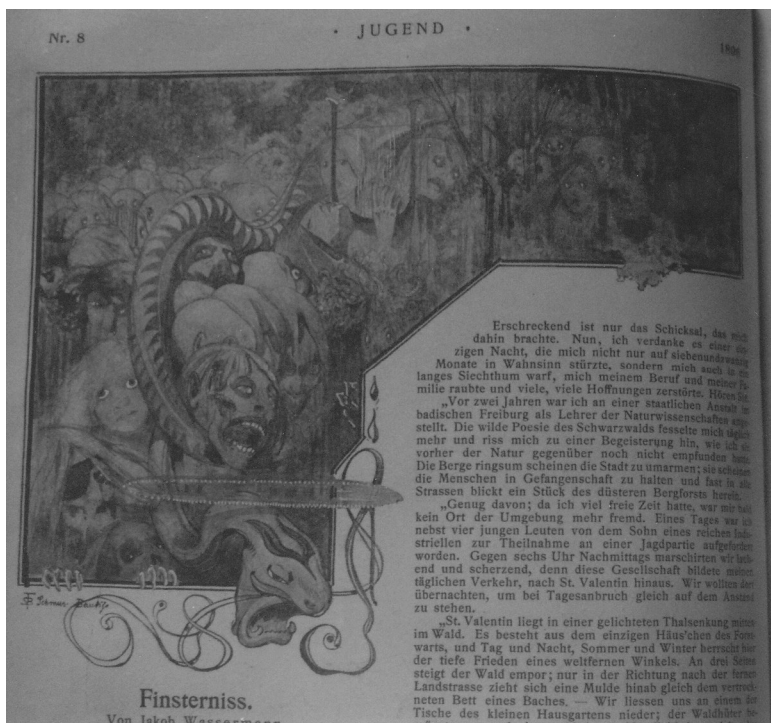 Nr. 8
· JUGEND ·
Finsterniss.
Von Jakob Wassermann
Erschreckend ist nur das Schicksal, das mich
dahin brachte. Nun, ich verdanke es einer ein-
zigen Nacht, die mich nicht nur auf siebenundzwanzig
Monate in Wahnsinn stürzte, sondern mich auch in ein
langes Siechthum warf, mich meinem Beruf und meiner Fa-
milie raubte und viele, viele Hoffnungen zerstörte. Hören Sie.
„Vor zwei Jahren war ich an einer staatlichen Anstalt im
badischen Freiburg als Lehrer der Naturwissenschaften ange-
stellt. Die wilde Poesie des Schwarzwalds fesselte mich täglich
mehr und riss mich zu einer Begeisterung hin, wie ich sie
vorher der Natur gegenüber noch nicht empfunden hatte.
Die Berge ringsum scheinen die Stadt zu umarmen; sie scheinen
die Menschen in Gefangenschaft zu halten und fast in alle
Strassen blickt ein Stück des düsteren Bergforsts herein.
„Genug davon; da ich viel freie Zeit hatte, war mir bald
kein Ort der Umgebung mehr fremd. Eines Tages war ich
nebst vier jungen Leuten von dem Sohn eines reichen Indu-
striellen zur Theilnahme an einer Jagdpartie aufgefordert
worden. Gegen sechs Uhr Nachmittags marschirten wir
end und scherzend, denn diese Gesellschaft bildete meinen
täglichen Verkehr, nach St. Valentin hinaus. Wir wollten dort
übernachten, um bei Tagesanbruch gleich auf dem Anstand
zu stehen.
„St. Valentin liegt in einer gelichteten Thalsenkung mitten
im Wald. Es besteht aus dem einzigen Häus'chen des Forst-
warts, und Tag und Nacht, Sommer und Winter herrscht hier
der tiefe Frieden eines weltfernen Winkels. An drei Seiten
steigt der Wald empor; nur in der Richtung nach der fernen
Landstrasse zieht sich eine Mulde hinab gleich dem vertrock-
neten Bett eines Baches. — Wir liessen uns an einem der
Tische des kleinen Hausgartens nieder; der Waldhüter